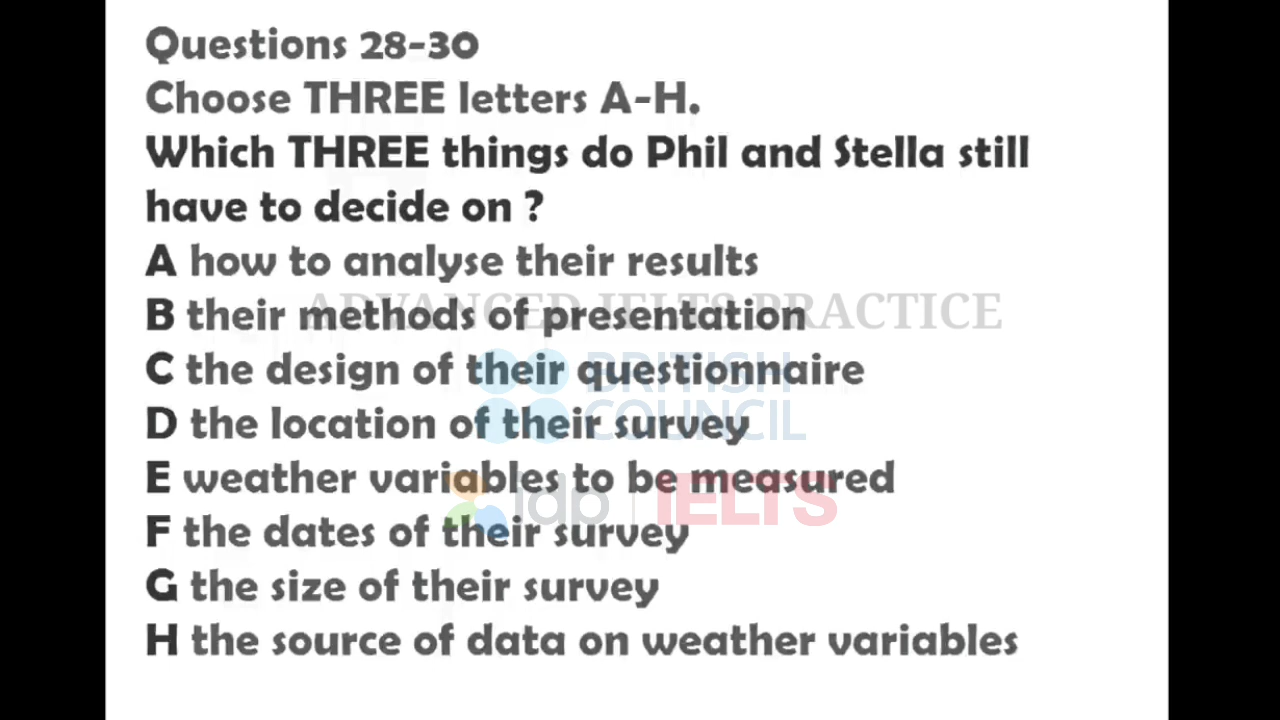 Questions 28-30
Choose THREE letters A-H.
Which THREE things do Phil and Stella still
have to decide on ?
A how to analyse their results
ADVANCED IELTS PRACTICE
B their methods of presentation
BRITISH
C the design of their questionnaire
COUNCIL
D the location of their survey
E weather variables to be measured
idp IELTS
F the dates of their survey
G the size of their survey
H the source of data on weather variables